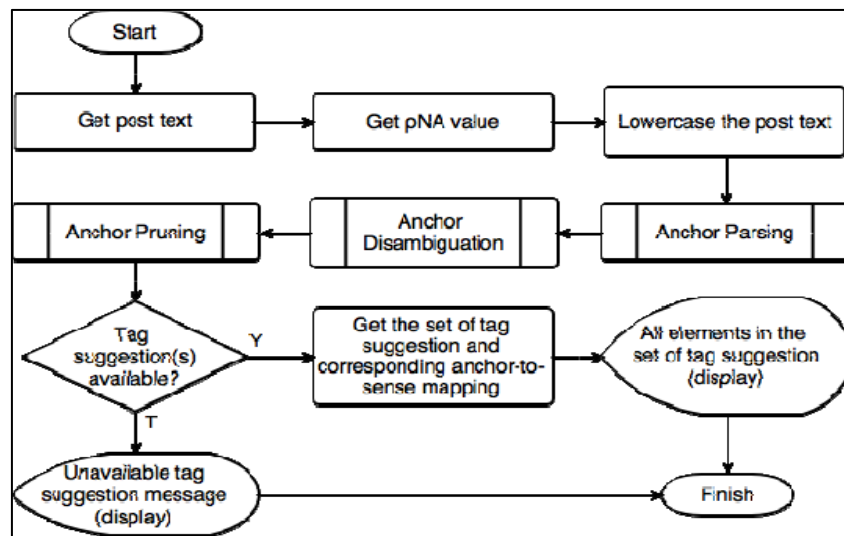 Start
Get post text
Get pNA value
Lowercase the post text
Anchor Pruning
Anchor
Disambiguation
Anchor Parsing
Tag
suggestion(s)
available?
Y
Get the set of tag
suggestion and
corresponding anchor-to-
sense mapping
All elements in the
set of tag suggestion
(display)
T
Unavailable tag
suggestion message
(display)
Finish